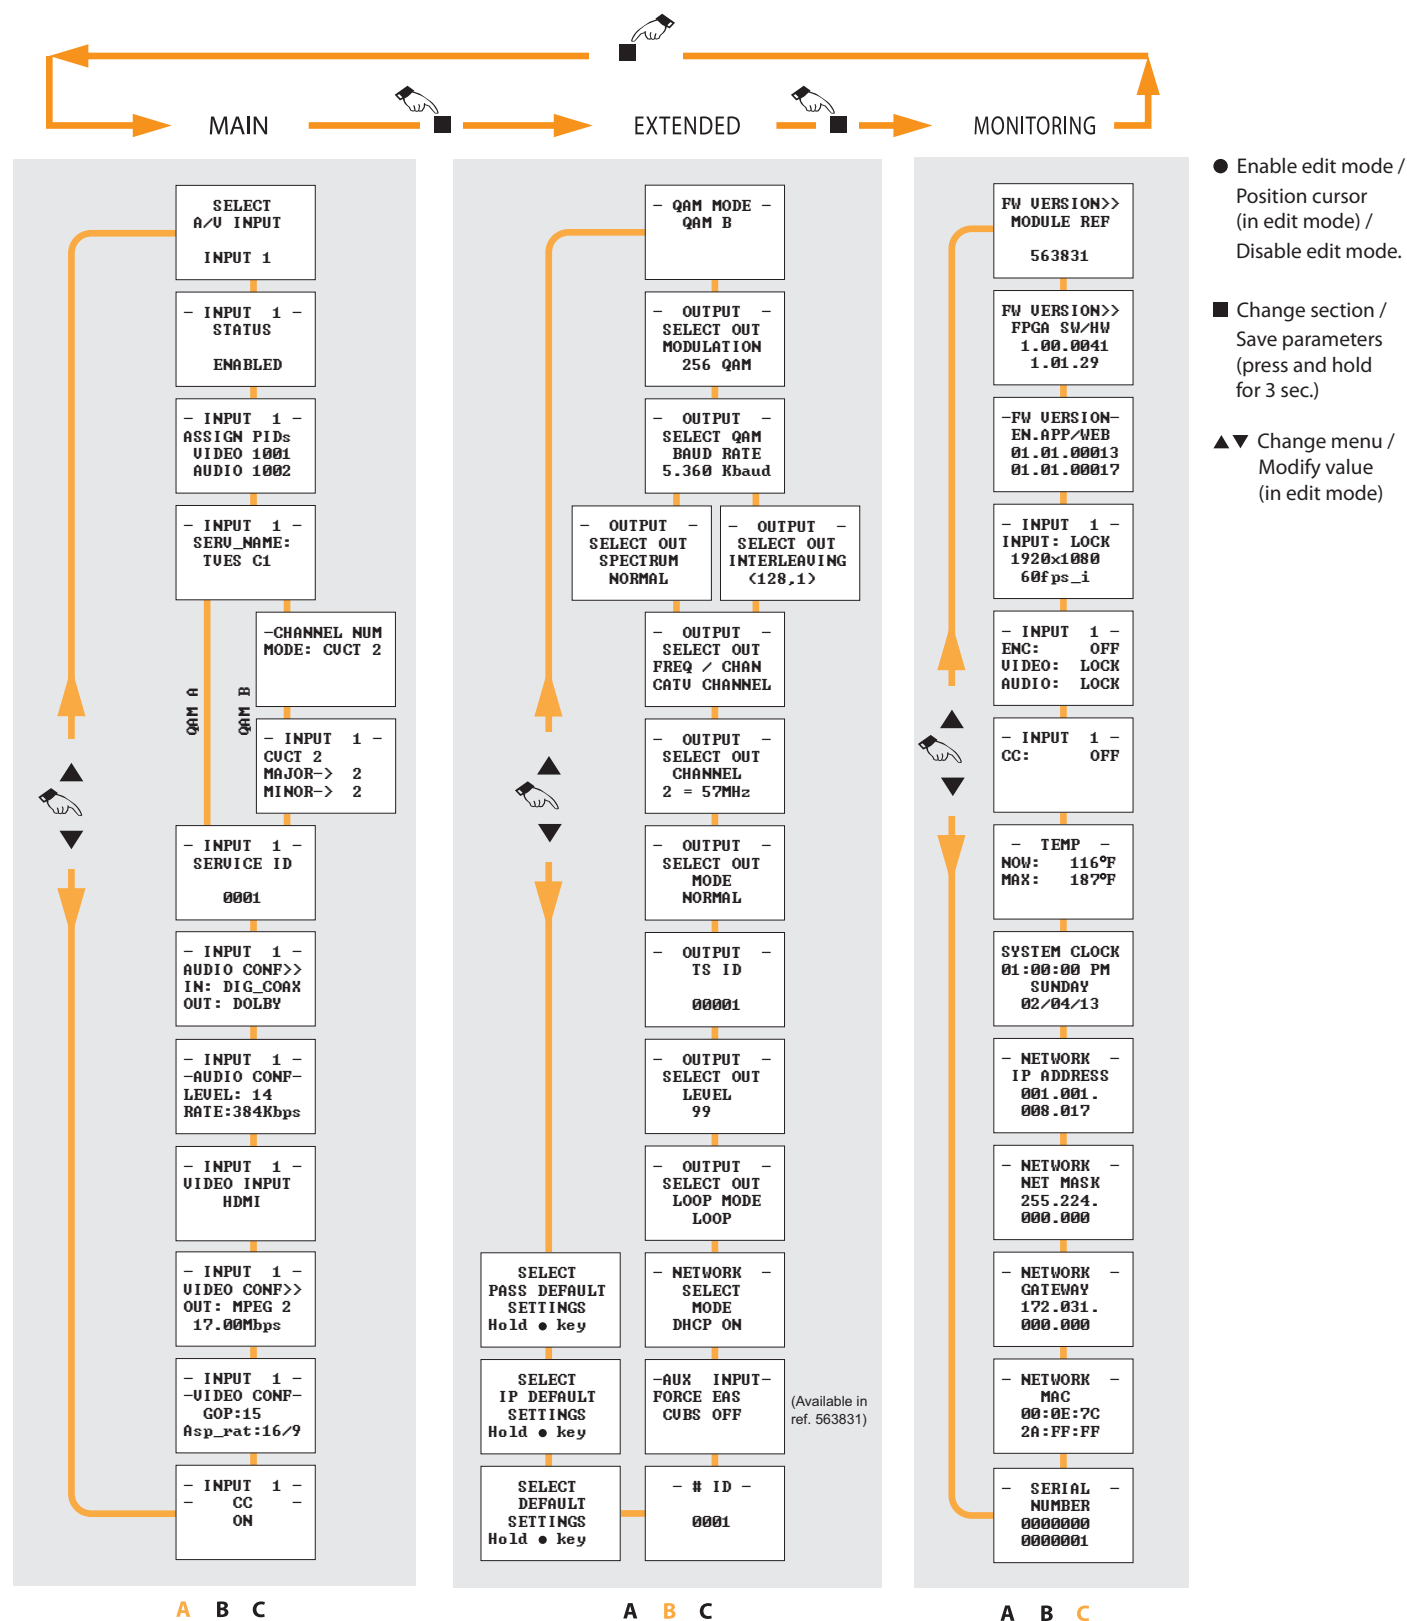 MAIN
EXTENDED
MONITORING
SELECT
A/V INPUT
INPUT 1
- INPUT 1 -
STATUS
ENABLED
- INPUT 1 -
ASSIGN PIDs
VIDEO 1001
AUDIO 1002
- INPUT 1 -
SERV_NAME:
TVES C1
QAM A
QAM B
-CHANNEL NUM
MODE: CVCT 2
- INPUT 1 -
CVCT 2
MAJOR-> 2
MINOR-> 2
- INPUT 1 -
SERVICE ID
0001
- INPUT 1 -
AUDIO CONF>>
IN: DIG_COAX
OUT: DOLBY
- INPUT 1 -
-AUDIO CONF-
LEVEL: 14
RATE:384Kbps
- INPUT 1 -
VIDEO INPUT
HDMI
- INPUT 1 -
VIDEO CONF>>
OUT: MPEG 2
17.00Mbps
- INPUT 1 -
-VIDEO CONF-
GOP:15
Asp_rat:16/9
- INPUT 1 -
- CC -
ON
A B C
- QAM MODE -
QAM B
- OUTPUT -
SELECT OUT
MODULATION
256 QAM
- OUTPUT -
SELECT QAM
BAUD RATE
5.360 Kbaud
- OUTPUT -
SELECT OUT
SPECTRUM
NORMAL
- OUTPUT -
SELECT OUT
INTERLEAVING
(128,1)
- OUTPUT -
SELECT OUT
FREQ / CHAN
CATV CHANNEL
- OUTPUT -
SELECT OUT
CHANNEL
2 = 57MHz
- OUTPUT -
SELECT OUT
MODE
NORMAL
- OUTPUT -
TS ID
00001
- OUTPUT -
SELECT OUT
LEVEL
99
- OUTPUT -
SELECT OUT
LOOP MODE
LOOP
- NETWORK -
SELECT
MODE
DHCP ON
-AUX INPUT-
FORCE EAS
CVBS OFF
(Available in
ref. 563831)
- # ID -
0001
SELECT
PASS DEFAULT
SETTINGS
Hold ● key
SELECT
IP DEFAULT
SETTINGS
Hold ● key
SELECT
DEFAULT
SETTINGS
Hold ● key
A B C
FW VERSION>>
MODULE REF
563831
FW VERSION>>
FPGA SW/HW
1.00.0041
1.01.29
-FW VERSION-
EN.APP/WEB
01.01.00013
01.01.00017
- INPUT 1 -
INPUT: LOCK
1920x1080
60fps_i
- INPUT 1 -
ENC: OFF
VIDEO: LOCK
AUDIO: LOCK
- INPUT 1 -
CC: OFF
- TEMP -
NOW: 116ºF
MAX: 187ºF
SYSTEM CLOCK
01:00:00 PM
SUNDAY
02/04/13
- NETWORK -
IP ADDRESS
001.001.
008.017
- NETWORK -
NET MASK
255.224.
000.000
- NETWORK -
GATEWAY
172.031.
000.000
- NETWORK -
MAC
00:0E:7C
2A:FF:FF
- SERIAL -
NUMBER
0000000
0000001
A B C
● Enable edit mode /
Position cursor
(in edit mode) /
Disable edit mode.
■ Change section /
Save parameters
(press and hold
for 3 sec.)
▲▼ Change menu /
Modify value
(in edit mode)